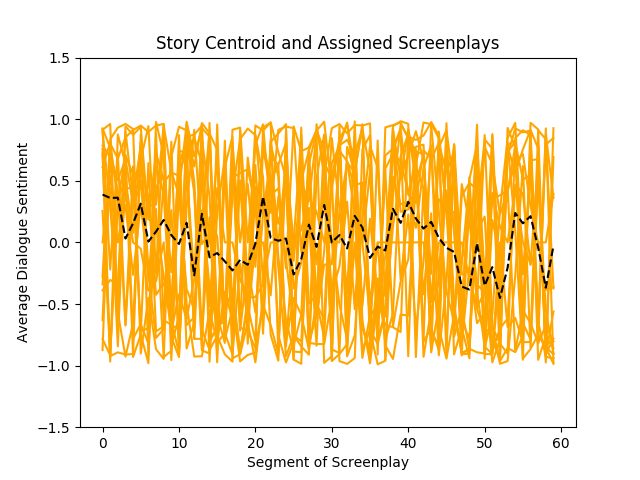 Story Centroid and Assigned Screenplays
1.5
1.0
0.5
0.0
−0.5
−1.0
−1.5
Average Dialogue Sentiment
0 10 20 30 40 50 60
Segment of Screenplay